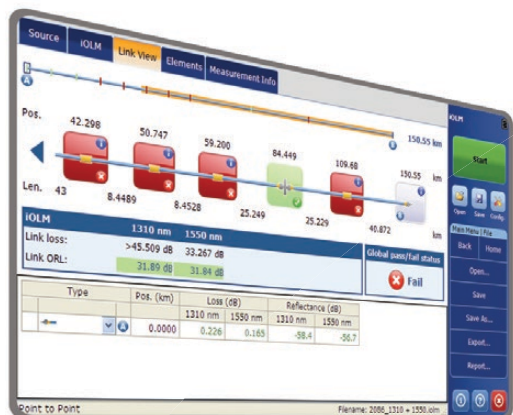 Source iOLM Link View Elements Measurement Info
iOLM
150.55 km
Pos. 42.298 50.747 59.200 84.449 109.68 150.55 km
Len. 43 8.4489 8.4528 25.249 25.229 40.872 km
iOLM 1310 nm 1550 nm
Link loss: >45.509 dB 33.267 dB
Link ORL: 31.89 dB 31.84 dB
Global pass/fail status
Fail
Type Pos. (km) Loss (dB) Reflectance (dB)
1310 nm 1550 nm 1310 nm 1550 nm
A 0.0000 0.226 0.165 -58.4 -56.7
Point to Point Filename: 2086_1310 + 1550.iolm
Start
Open Save Config.
Main Menu File
Back Home
Open...
Save
Save As...
Export...
Report...